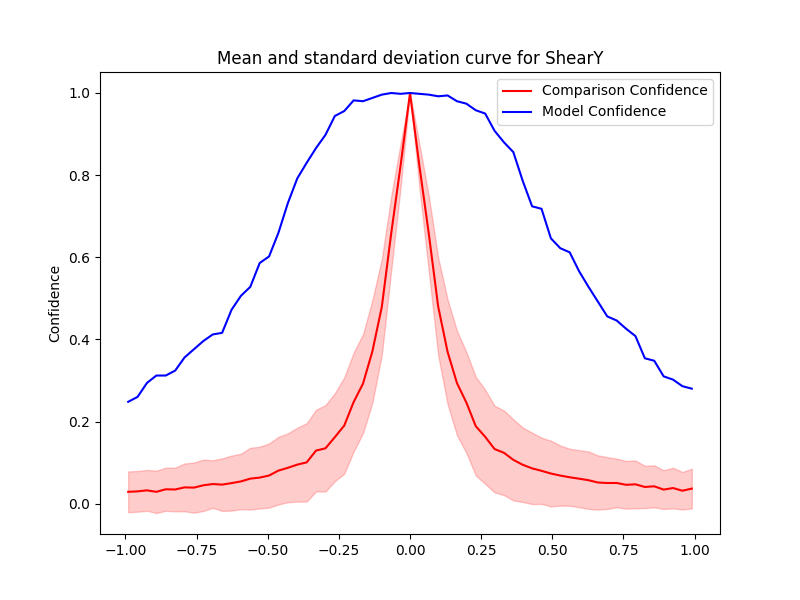 Mean and standard deviation curve for ShearY
Comparison Confidence
Model Confidence
1.0
0.8
0.6
0.4
0.2
0.0
Confidence
−1.00 −0.75 −0.50 −0.25 0.00 0.25 0.50 0.75 1.00